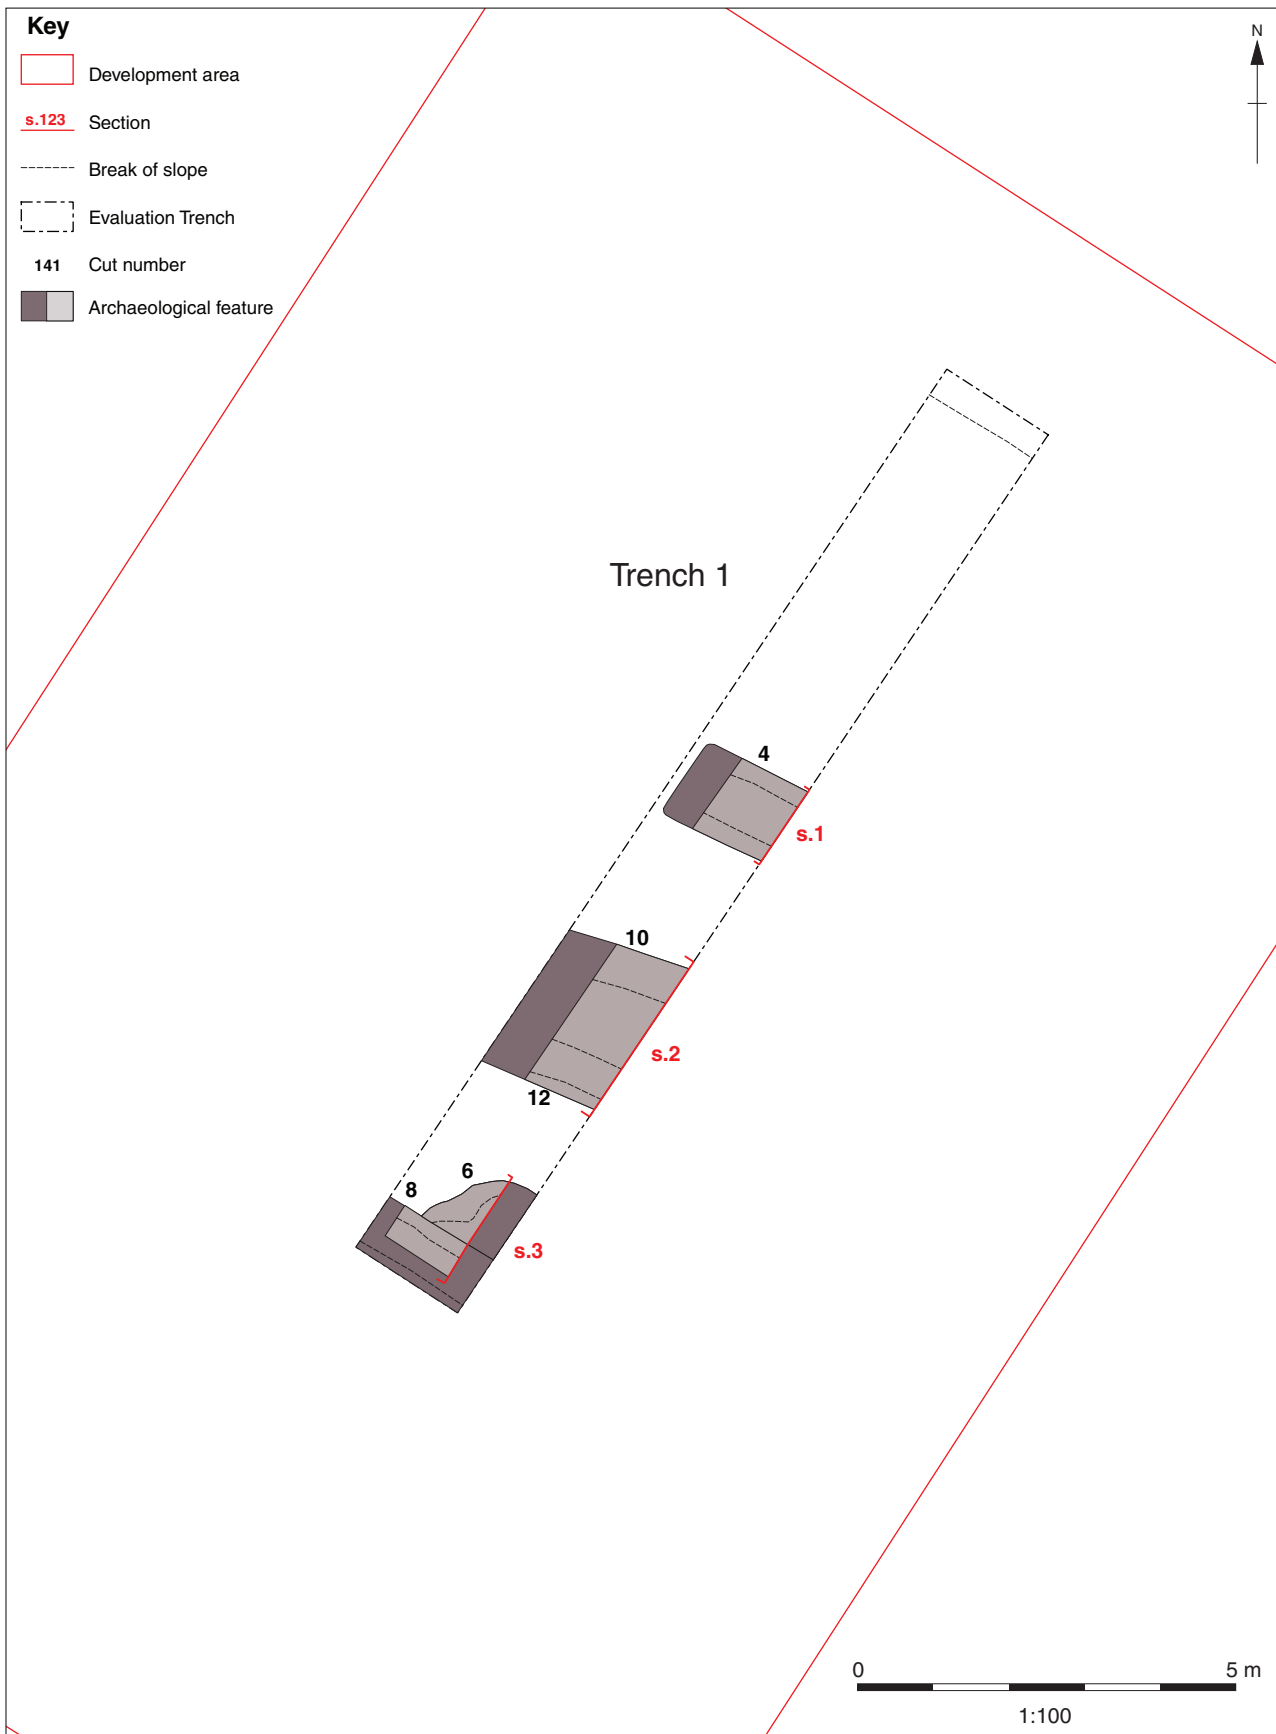 Key
Development area
s.123 Section
Break of slope
Evaluation Trench
141 Cut number
Archaeological feature
N
Trench 1
4
s.1
10
s.2
12
6
8
s.3
0 5 m
1:100